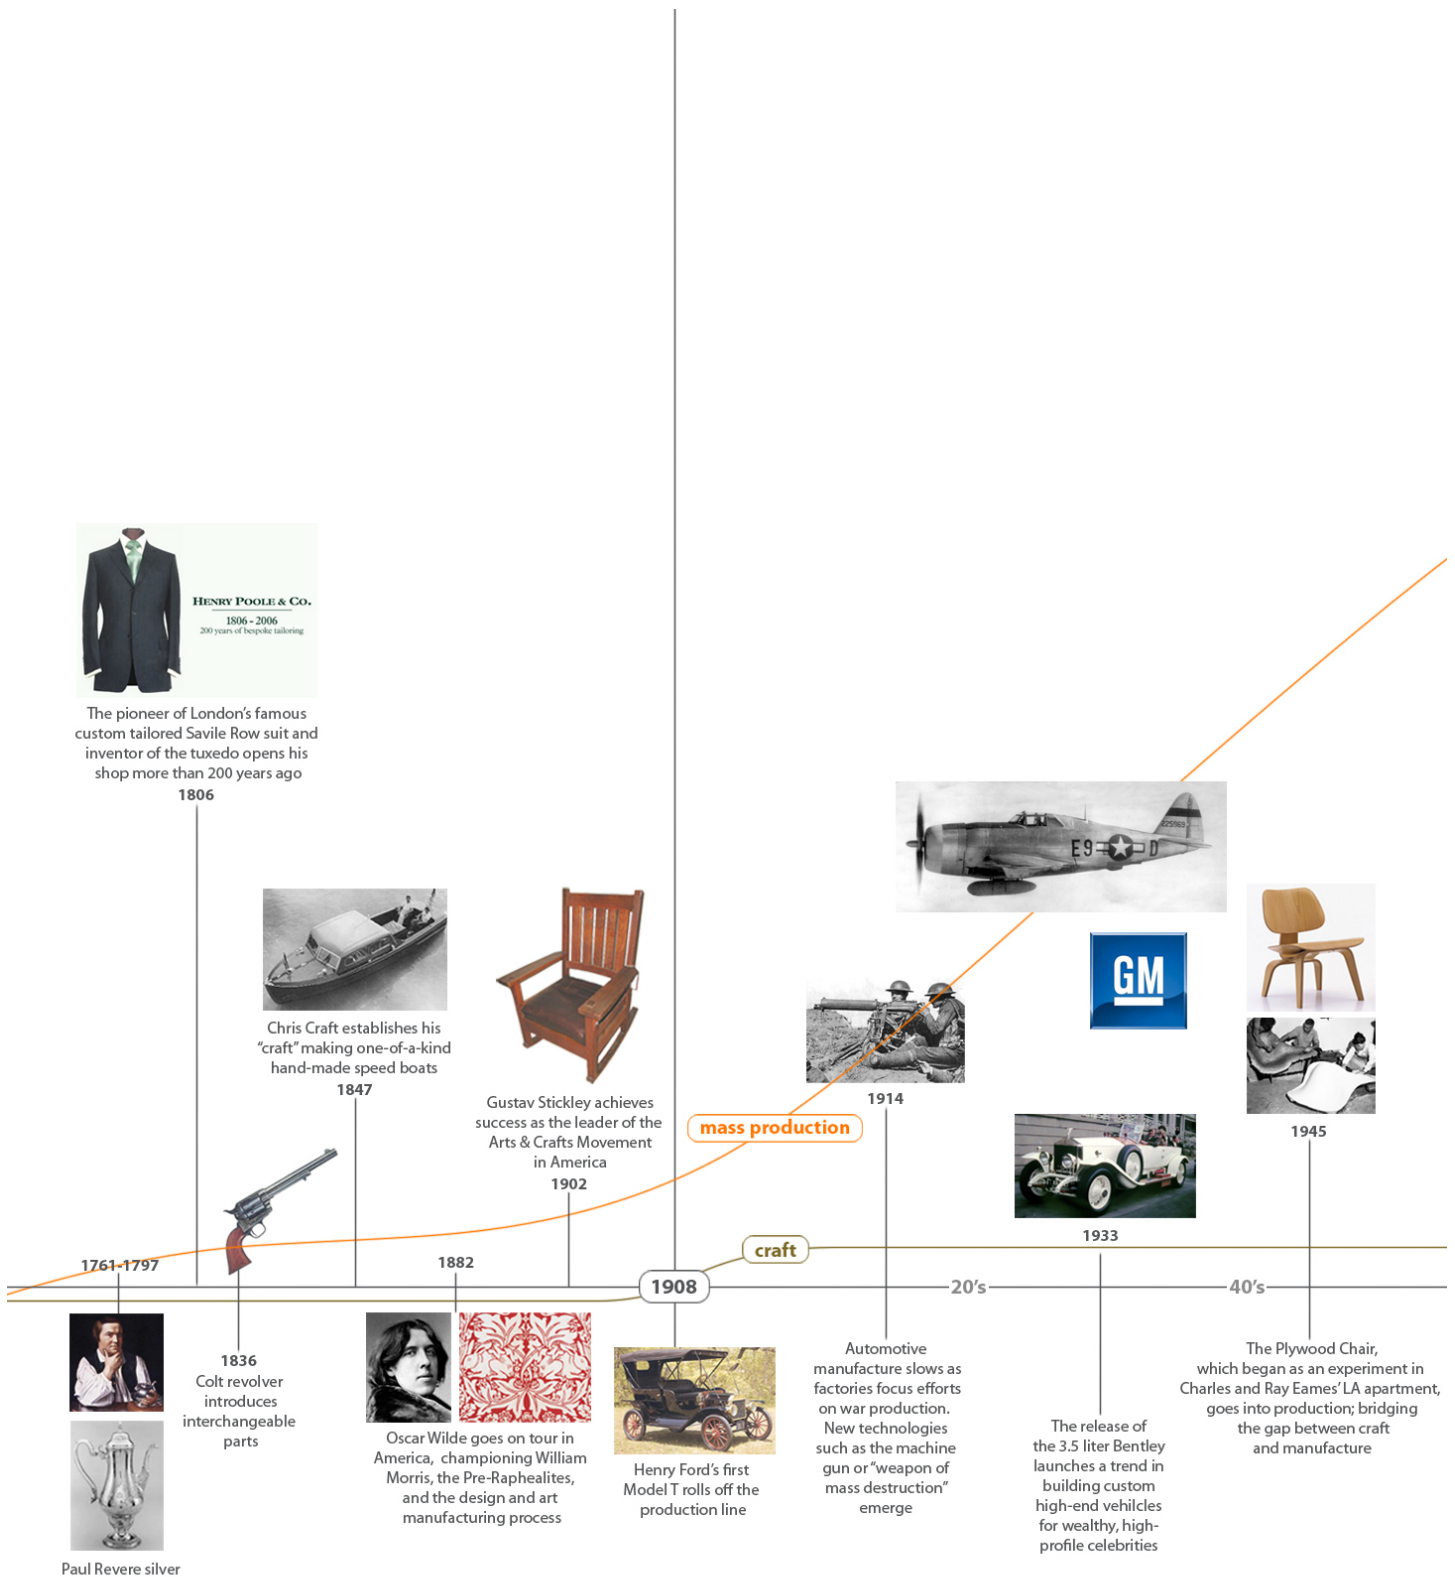 HENRY POOLE & CO.
1806 - 2006
200 years of bespoke tailoring
The pioneer of London's famous
custom tailored Savile Row suit and
inventor of the tuxedo opens his
shop more than 200 years ago
1806
Chris Craft establishes his
"craft" making one-of-a-kind
hand-made speed boats
1847
Gustav Stickley achieves
success as the leader of the
Arts & Crafts Movement
in America
1902
225969
E9 D
GM
1914
mass production
1945
1933
craft
1761-1797
1882
1908
20's
40's
1836
Colt revolver
introduces
interchangeable
parts
Paul Revere silver
Oscar Wilde goes on tour in
America, championing William
Morris, the Pre-Raphealites,
and the design and art
manufacturing process
Henry Ford's first
Model T rolls off the
production line
Automotive
manufacture slows as
factories focus efforts
on war production.
New technologies
such as the machine
gun or "weapon of
mass destruction"
emerge
The release of
the 3.5 liter Bentley
launches a trend in
building custom
high-end vehilcles
for wealthy, high-
profile celebrities
The Plywood Chair,
which began as an experiment in
Charles and Ray Eames' LA apartment,
goes into production; bridging
the gap between craft
and manufacture